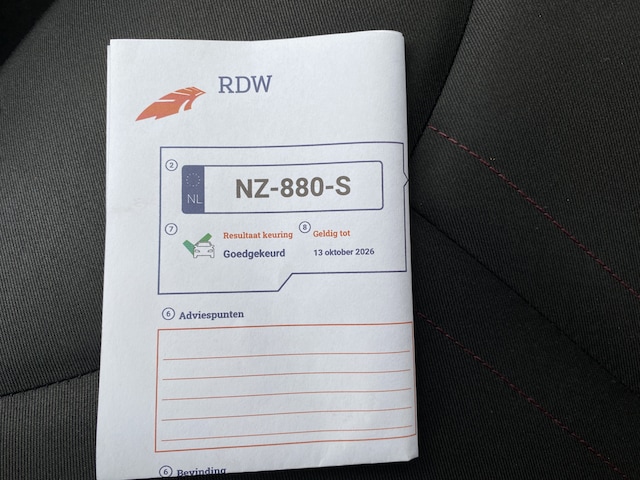 RDW
2
NL NZ-880-S
7 Resultaat keuring 8 Geldig tot
Goedgekeurd 13 oktober 2026
6 Adviespunten
6 Bevinding